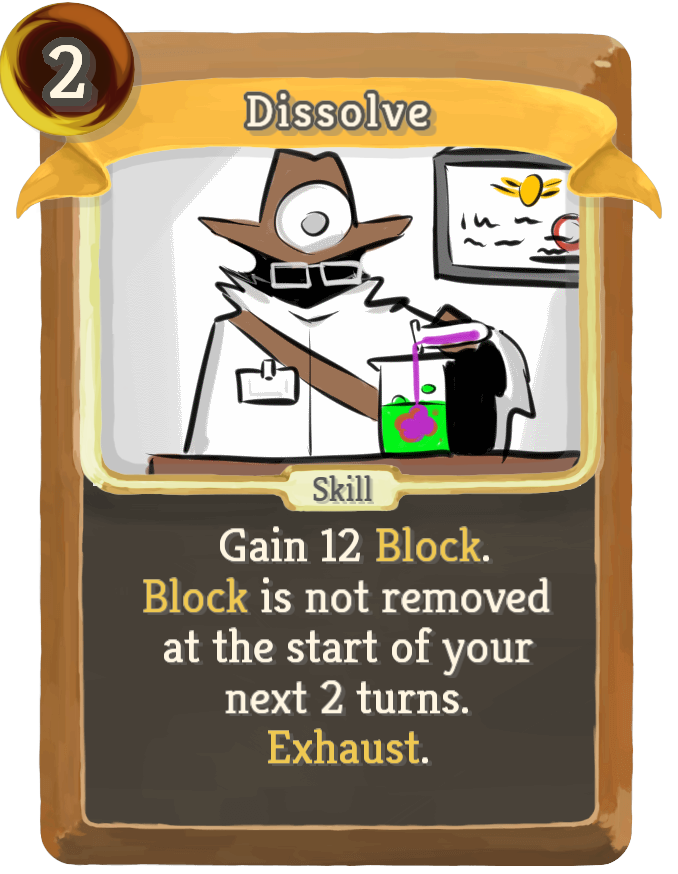 2
Dissolve
Skill
Gain 12 Block.
Block is not removed
at the start of your
next 2 turns.
Exhaust.